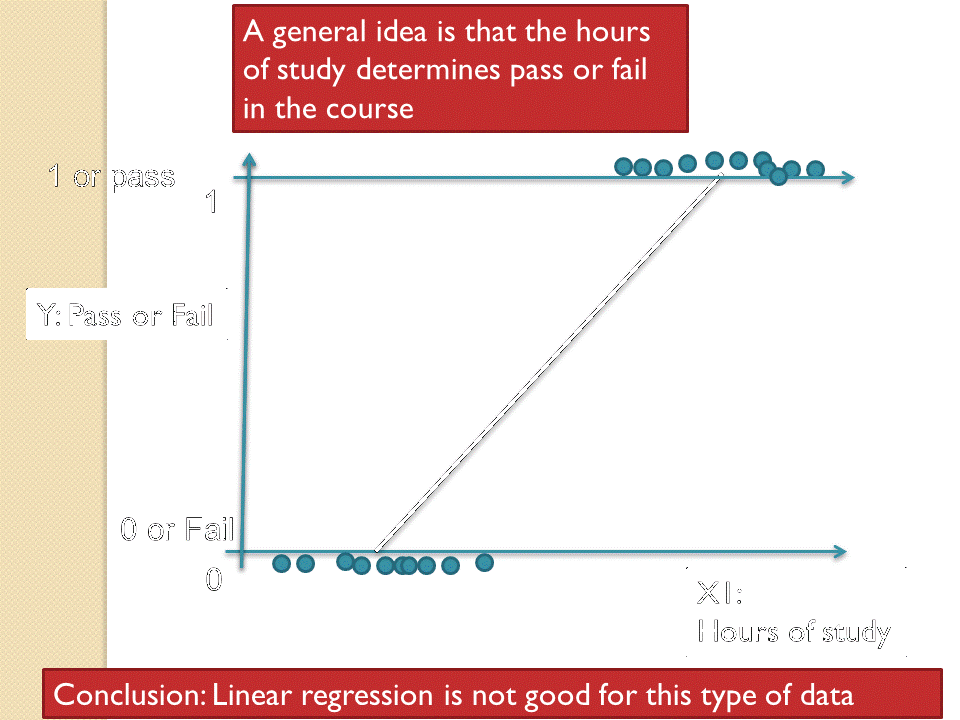 A general idea is that the hours
of study determines pass or fail
in the course
1 or pass
1
Y: Pass or Fail
0 or Fail
0
X1:
Hours of study
Conclusion: Linear regression is not good for this type of data